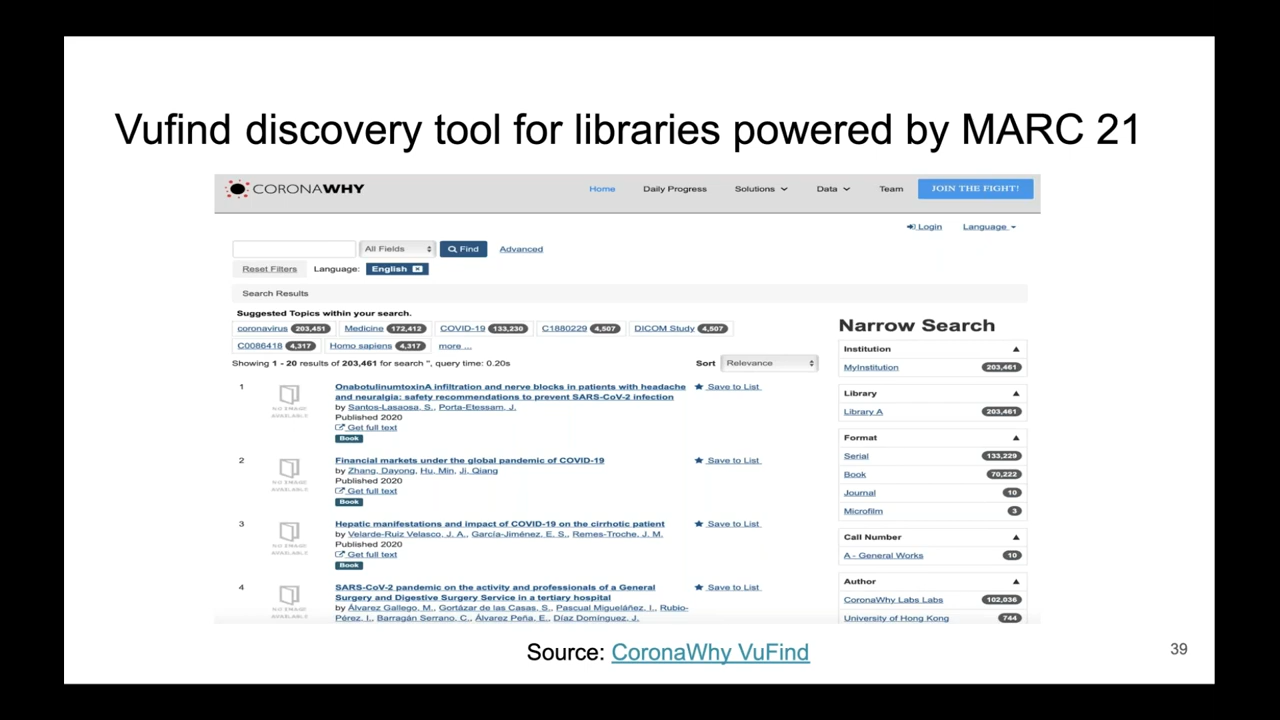 Vufind discovery tool for libraries powered by MARC 21
CORONAWHY
Home Daily Progress Solutions Data Team JOIN THE FIGHT!
Login Language
All Fields Find Advanced
Reset Filters Language: English
Search Results
Suggested Topics within your search.
coronavirus 203,451 Medicine 172,412 COVID-19 133,230 C1880229 4,507 DICOM Study 4,507
C0086418 4,317 Homo sapiens 4,317 more ...
Showing 1 - 20 results of 203,461 for search '', query time: 0.20s
Sort Relevance
1
NO IMAGE
AVAILABLE
OnabotulinumtoxinA infiltration and nerve blocks in patients with headache
and neuralgia: safety recommendations to prevent SARS-CoV-2 infection
by Santos-Lasaosa, S., Porta-Etessam, J.
Published 2020
Get full text
Book
Save to List
2
NO IMAGE
AVAILABLE
Financial markets under the global pandemic of COVID-19
by Zhang, Dayong, Hu, Min, Ji, Qiang
Published 2020
Get full text
Book
Save to List
3
NO IMAGE
AVAILABLE
Hepatic manifestations and impact of COVID-19 on the cirrhotic patient
by Velarde-Ruiz Velasco, J. A., García-Jiménez, E. S., Remes-Troche, J. M.
Published 2020
Get full text
Book
Save to List
4
NO IMAGE
AVAILABLE
SARS-CoV-2 pandemic on the activity and professionals of a General
Surgery and Digestive Surgery Service in a tertiary hospital
by Álvarez Gallego, M., Gortázar de las Casas, S., Pascual Migueláñez, I., Rubio-
Pérez, I., Barragán Serrano, C., Álvarez Peña, E., Díaz Domínguez, J.
Save to List
Narrow Search
Institution
MyInstitution 203,461
Library
Library A 203,461
Format
Serial 133,229
Book 70,222
Journal 10
Microfilm 3
Call Number
A - General Works 10
Author
CoronaWhy Labs Labs 102,036
University of Hong Kong 744
Source: CoronaWhy VuFind
39